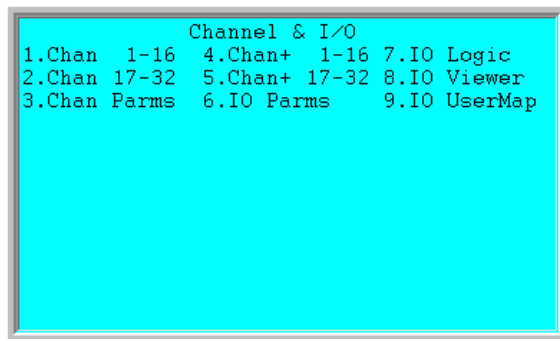 Channel & I/O
1.Chan  1-16  4.Chan+  1-16 7.IO Logic
2.Chan 17-32  5.Chan+ 17-32 8.IO Viewer
3.Chan Parms  6.IO Parms    9.IO UserMap